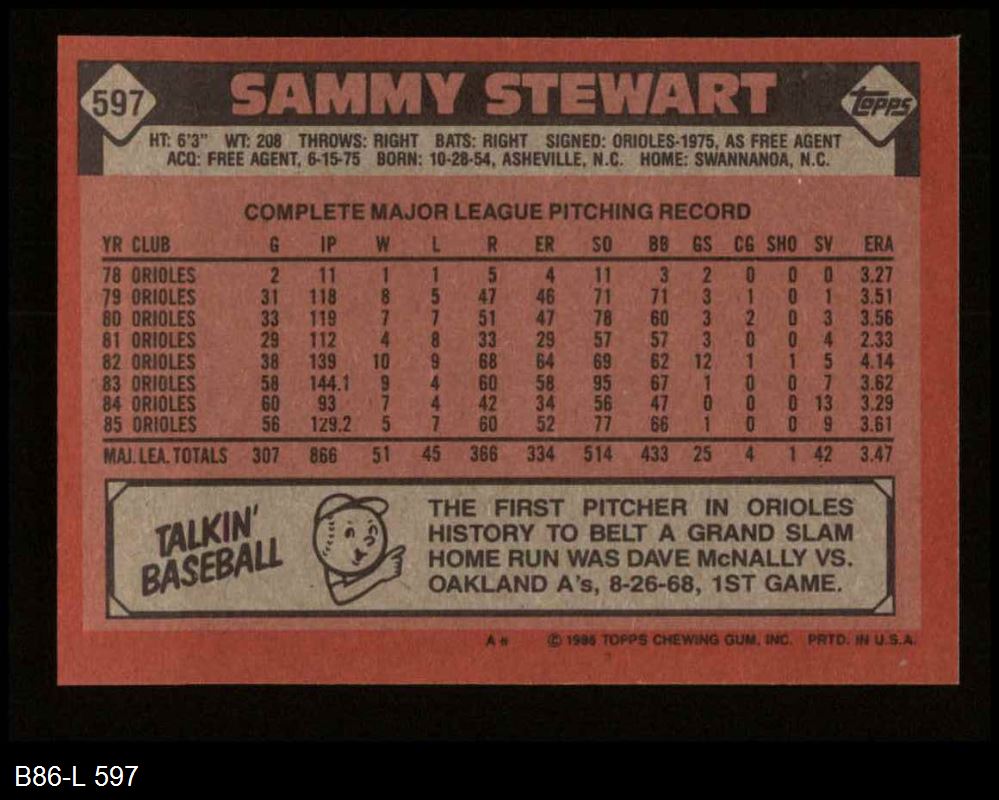 597 SAMMY STEWART Topps
HT: 6'3" WT: 208 THROWS: RIGHT BATS: RIGHT SIGNED: ORIOLES-1975, AS FREE AGENT
ACQ: FREE AGENT, 6-15-75 BORN: 10-28-54, ASHEVILLE, N.C. HOME: SWANNANOA, N.C.
COMPLETE MAJOR LEAGUE PITCHING RECORD
YR CLUB G IP W L R ER SO BB GS CG SHO SV ERA
78 ORIOLES 2 11 1 1 5 4 11 3 2 0 0 0 3.27
79 ORIOLES 31 118 8 5 47 46 71 71 3 1 0 1 3.51
80 ORIOLES 33 119 7 7 51 47 78 60 3 2 0 3 3.56
81 ORIOLES 29 112 4 8 33 29 57 57 3 0 0 4 2.33
82 ORIOLES 38 139 10 9 68 64 69 62 12 1 1 5 4.14
83 ORIOLES 58 144.1 9 4 60 58 95 67 1 0 0 7 3.62
84 ORIOLES 60 93 7 4 42 34 56 47 0 0 0 13 3.29
85 ORIOLES 56 129.2 5 7 60 52 77 66 1 0 0 9 3.61
MAJ. LEA. TOTALS 307 866 51 45 366 334 514 433 25 4 1 42 3.47
TALKIN'
BASEBALL
THE FIRST PITCHER IN ORIOLES
HISTORY TO BELT A GRAND SLAM
HOME RUN WAS DAVE McNALLY VS.
OAKLAND A's, 8-26-68, 1ST GAME.
A © 1986 TOPPS CHEWING GUM, INC. PRTD. IN U.S.A.
B86-L 597